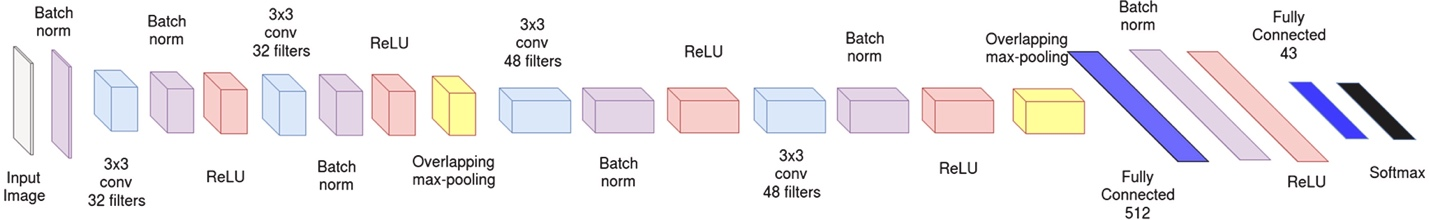 Input
Image
Batch
norm
3x3
conv
32 filters
Batch
norm
ReLU
3x3
conv
32 filters
Batch
norm
ReLU
Overlapping
max-pooling
3x3
conv
48 filters
Batch
norm
ReLU
3x3
conv
48 filters
Batch
norm
ReLU
Overlapping
max-pooling
Fully
Connected
512
Batch
norm
ReLU
Fully
Connected
43
Softmax